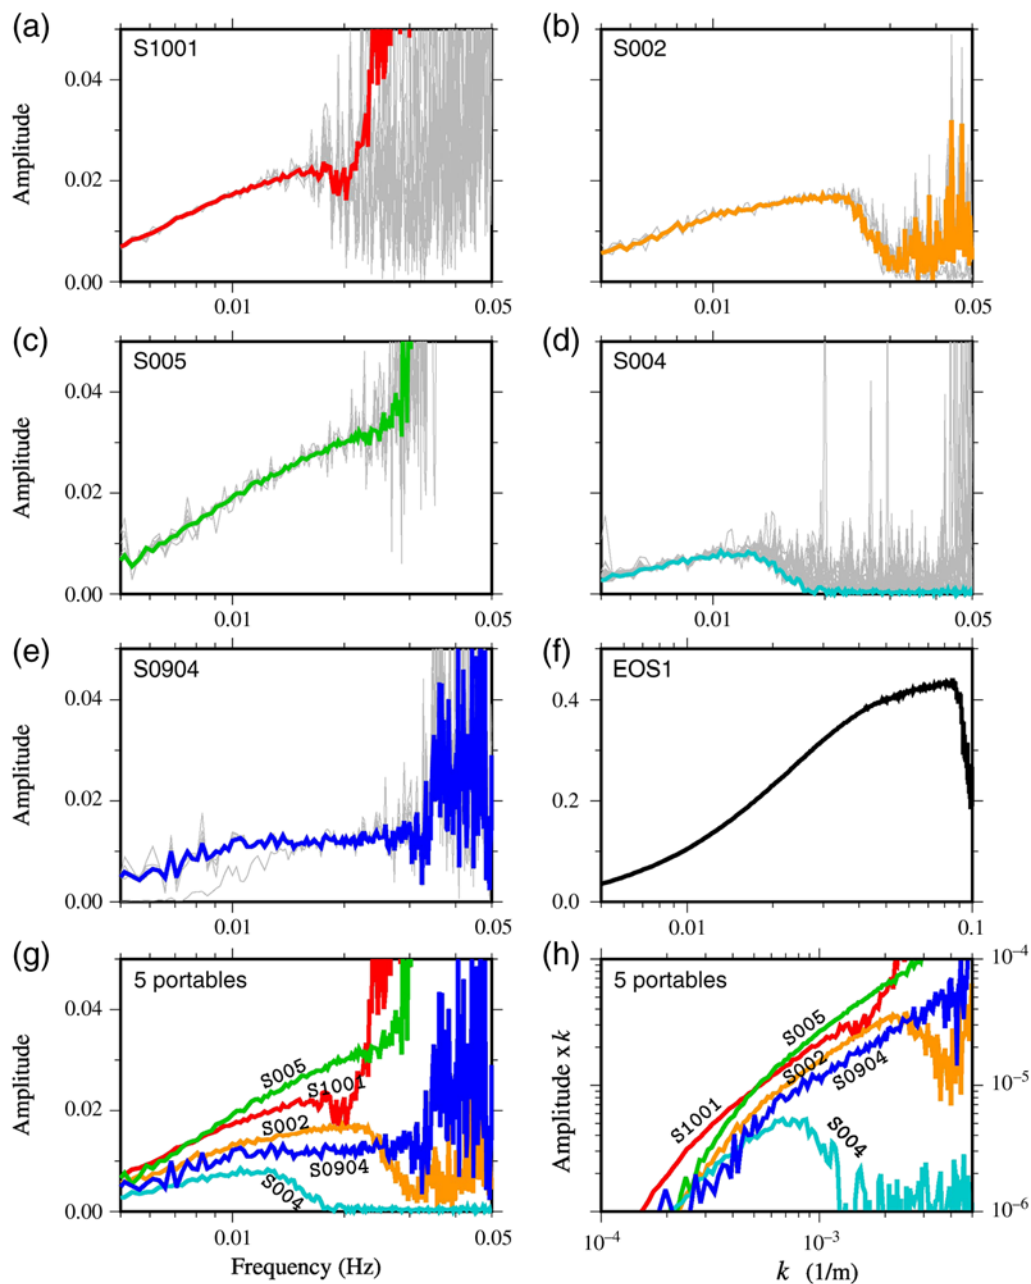 (a)
S1001
Amplitude
0.04
0.02
0.00
0.01
0.05
(b)
S002
0.01
0.05
(c)
S005
Amplitude
0.04
0.02
0.00
0.01
0.05
(d)
S004
0.01
0.05
(e)
S0904
Amplitude
0.04
0.02
0.00
0.01
0.05
(f)
EOS1
0.4
0.2
0.0
0.01
0.1
(g)
5 portables
Amplitude
0.04
0.02
0.00
S005
S1001
S002
S0904
S004
0.01
0.05
Frequency (Hz)
(h)
5 portables
S005
S002
S0904
S1001
S004
10⁻⁴
10⁻⁵
10⁻⁶
Amplitude x k
10⁻⁴
10⁻³
k (1/m)